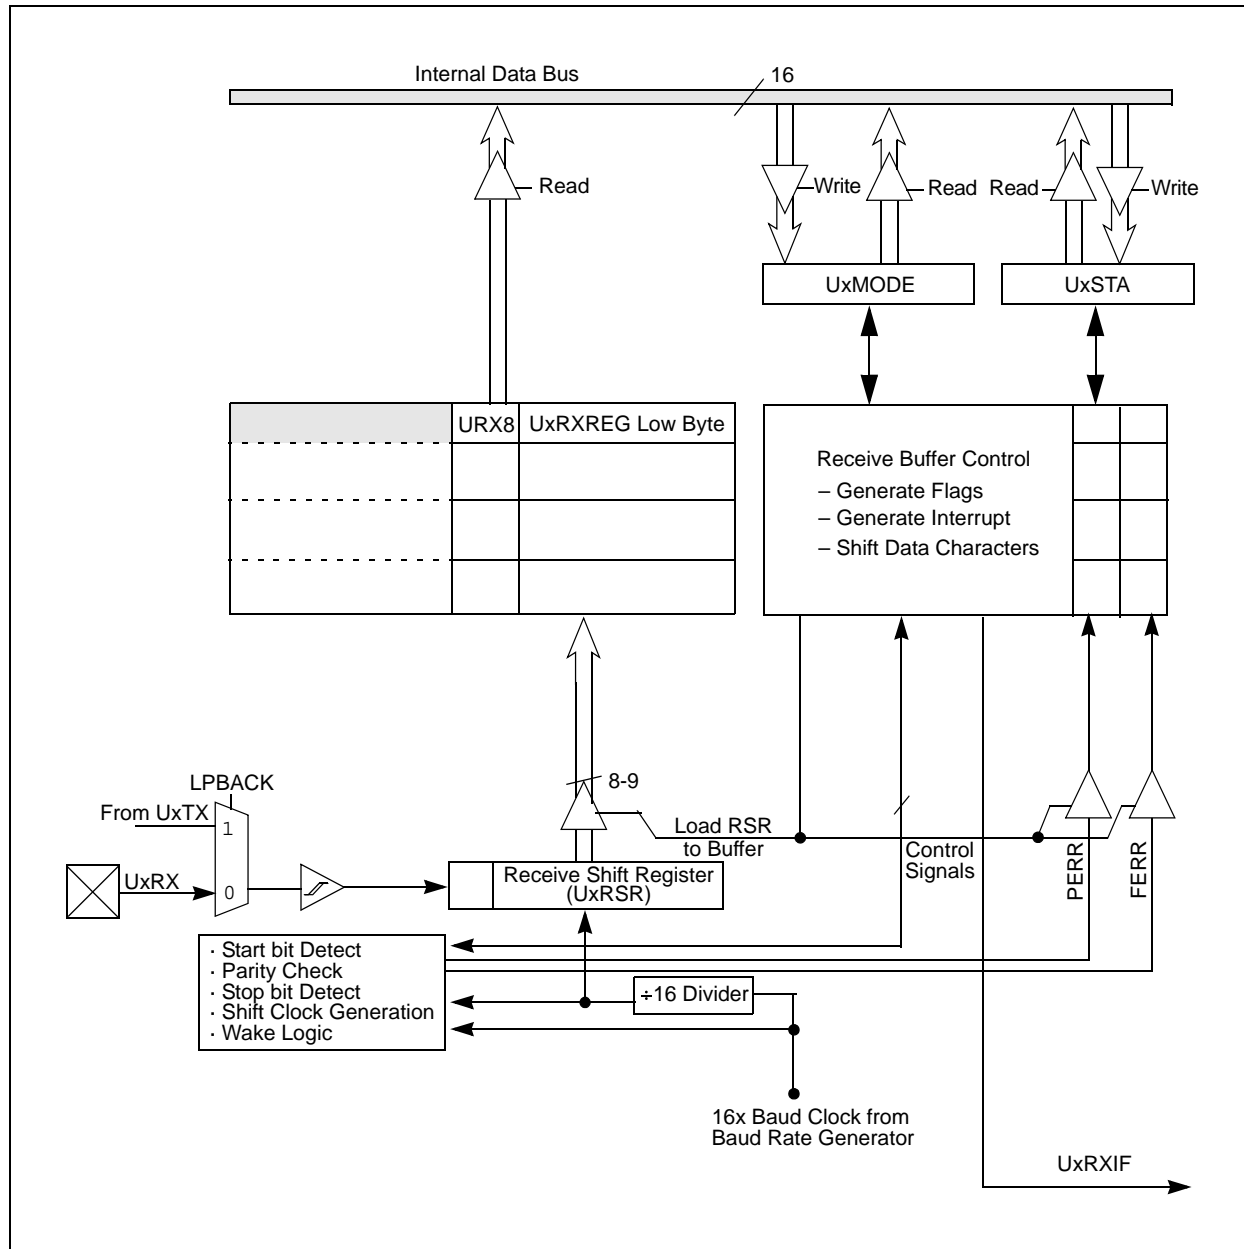 Internal Data Bus
16
Read
Write
Read
Read
Write
UxMODE
UxSTA
URX8
UxRXREG Low Byte
Receive Buffer Control
– Generate Flags
– Generate Interrupt
– Shift Data Characters
8-9
LPBACK
From UxTX
1
UxRX
0
Load RSR
to Buffer
Control
Signals
PERR
FERR
Receive Shift Register
(UxRSR)
· Start bit Detect
· Parity Check
· Stop bit Detect
· Shift Clock Generation
· Wake Logic
÷16 Divider
16x Baud Clock from
Baud Rate Generator
UxRXIF